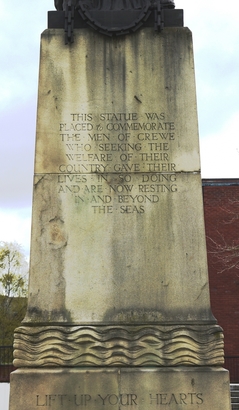 THIS STATUE WAS
PLACED to COMMEMORATE
THE MEN OF CREWE
WHO SEEKING THE
WELFARE OF THEIR
COUNTRY GAVE THEIR
LIVES IN SO DOING
AND ARE NOW RESTING
IN AND BEYOND
THE SEAS
LIFT UP YOUR HEARTS